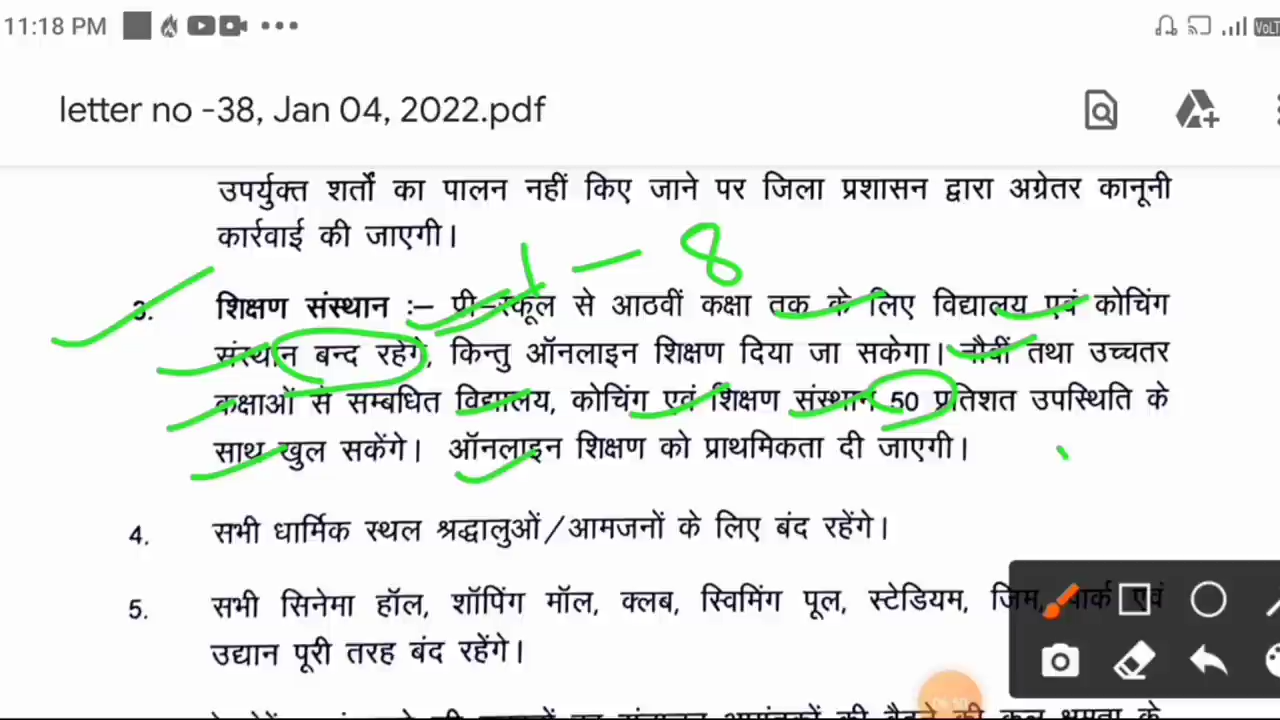 11:18 PM
letter no -38, Jan 04, 2022.pdf
उपर्युक्त शर्तों का पालन नहीं किए जाने पर जिला प्रशासन द्वारा अग्रेतर कानूनी
कार्रवाई की जाएगी।
1 - 8
3. शिक्षण संस्थान :– प्री–स्कूल से आठवीं कक्षा तक के लिए विद्यालय एवं कोचिंग
संस्थान बन्द रहेगे, किन्तु ऑनलाइन शिक्षण दिया जा सकेगा। नौवीं तथा उच्चतर
कक्षाओं से सम्बधित विद्यालय, कोचिंग एवं शिक्षण संस्थान 50 प्रतिशत उपस्थिति के
साथ खुल सकेंगे। ऑनलाइन शिक्षण को प्राथमिकता दी जाएगी।
4. सभी धार्मिक स्थल श्रद्धालुओं/आमजनों के लिए बंद रहेंगे।
5. सभी सिनेमा हॉल, शॉपिंग मॉल, क्लब, स्विमिंग पूल, स्टेडियम, जिम, पार्क एवं
उद्यान पूरी तरह बंद रहेंगे।